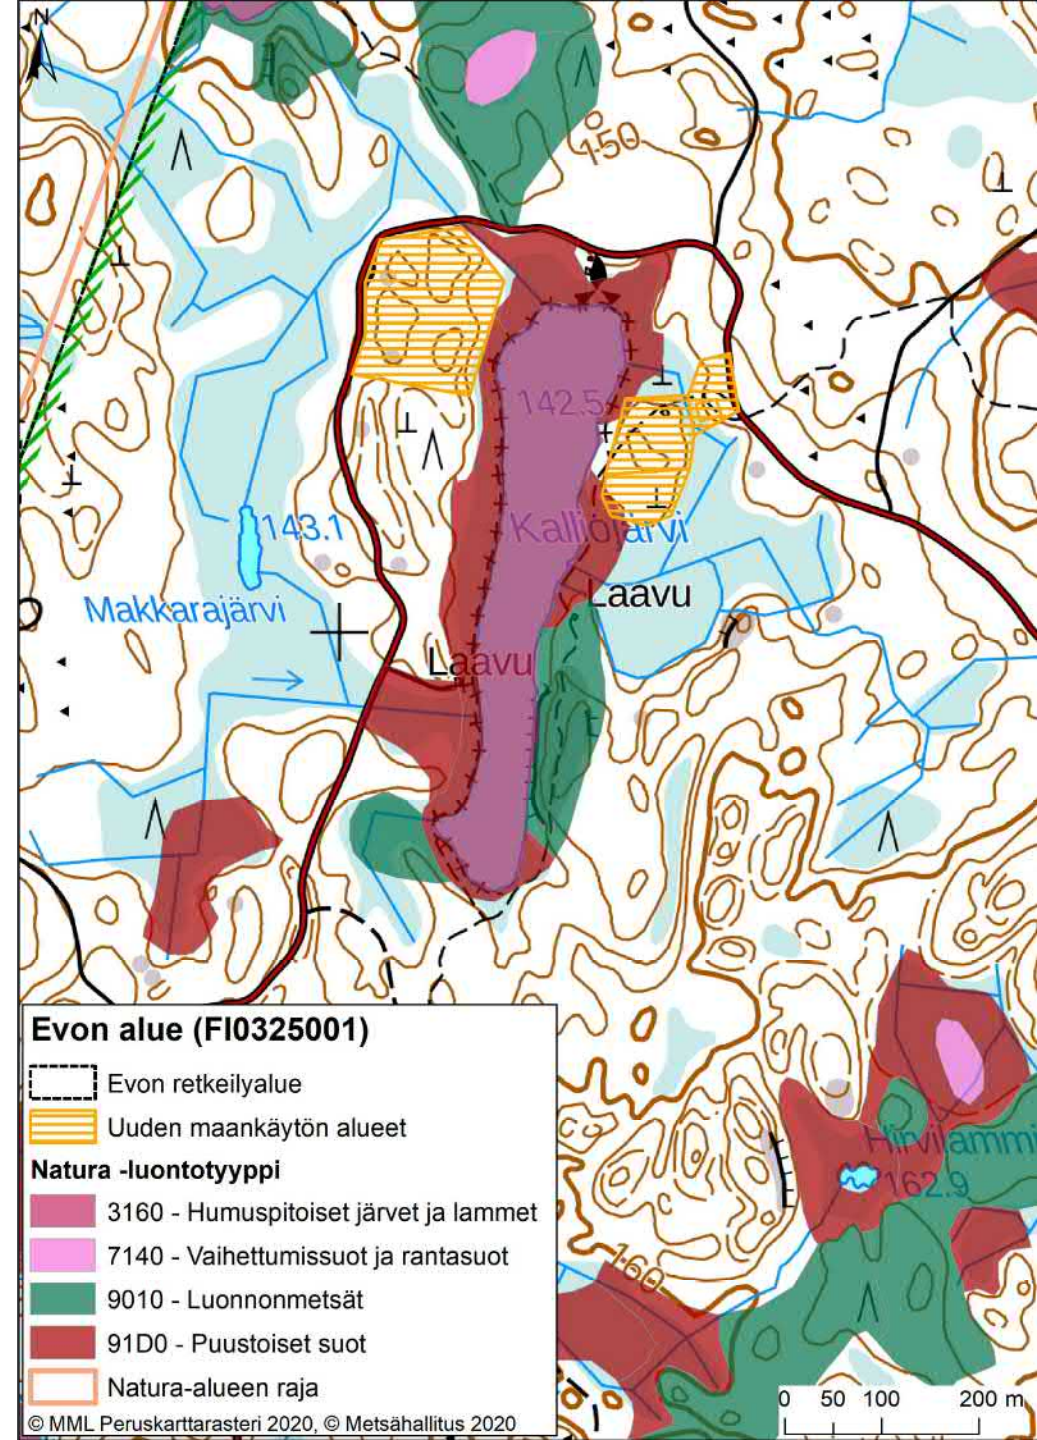 N
150
142.5
Kalliojärvi
143.1
Makkarajärvi
Laavu
Laavu
Hirvilammi
162.9
160
Evon alue (FI0325001)
Evon retkeilyalue
Uuden maankäytön alueet
Natura -luontotyyppi
3160 - Humuspitoiset järvet ja lammet
7140 - Vaihettumissuot ja rantasuot
9010 - Luonnonmetsät
91D0 - Puustoiset suot
Natura-alueen raja
© MML Peruskarttarasteri 2020, © Metsähallitus 2020
0 50 100 200 m